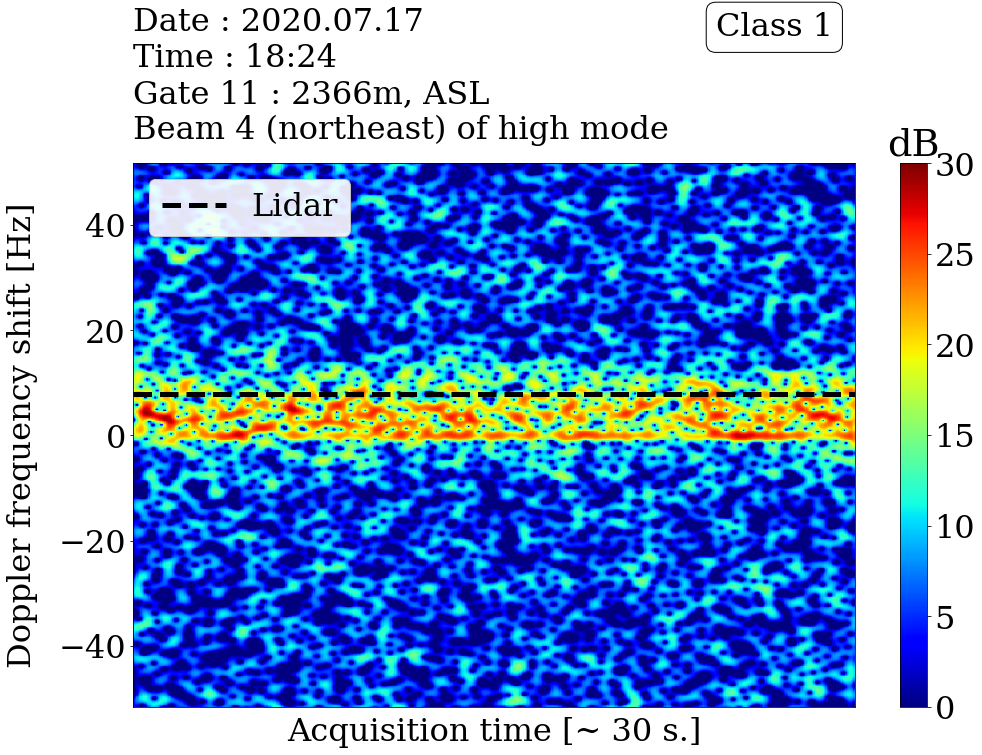 Date : 2020.07.17
Time : 18:24
Gate 11 : 2366m, ASL
Beam 4 (northeast) of high mode
Class 1
dB
Lidar
Doppler frequency shift [Hz]
40
20
0
−20
−40
30
25
20
15
10
5
0
Acquisition time [~ 30 s.]